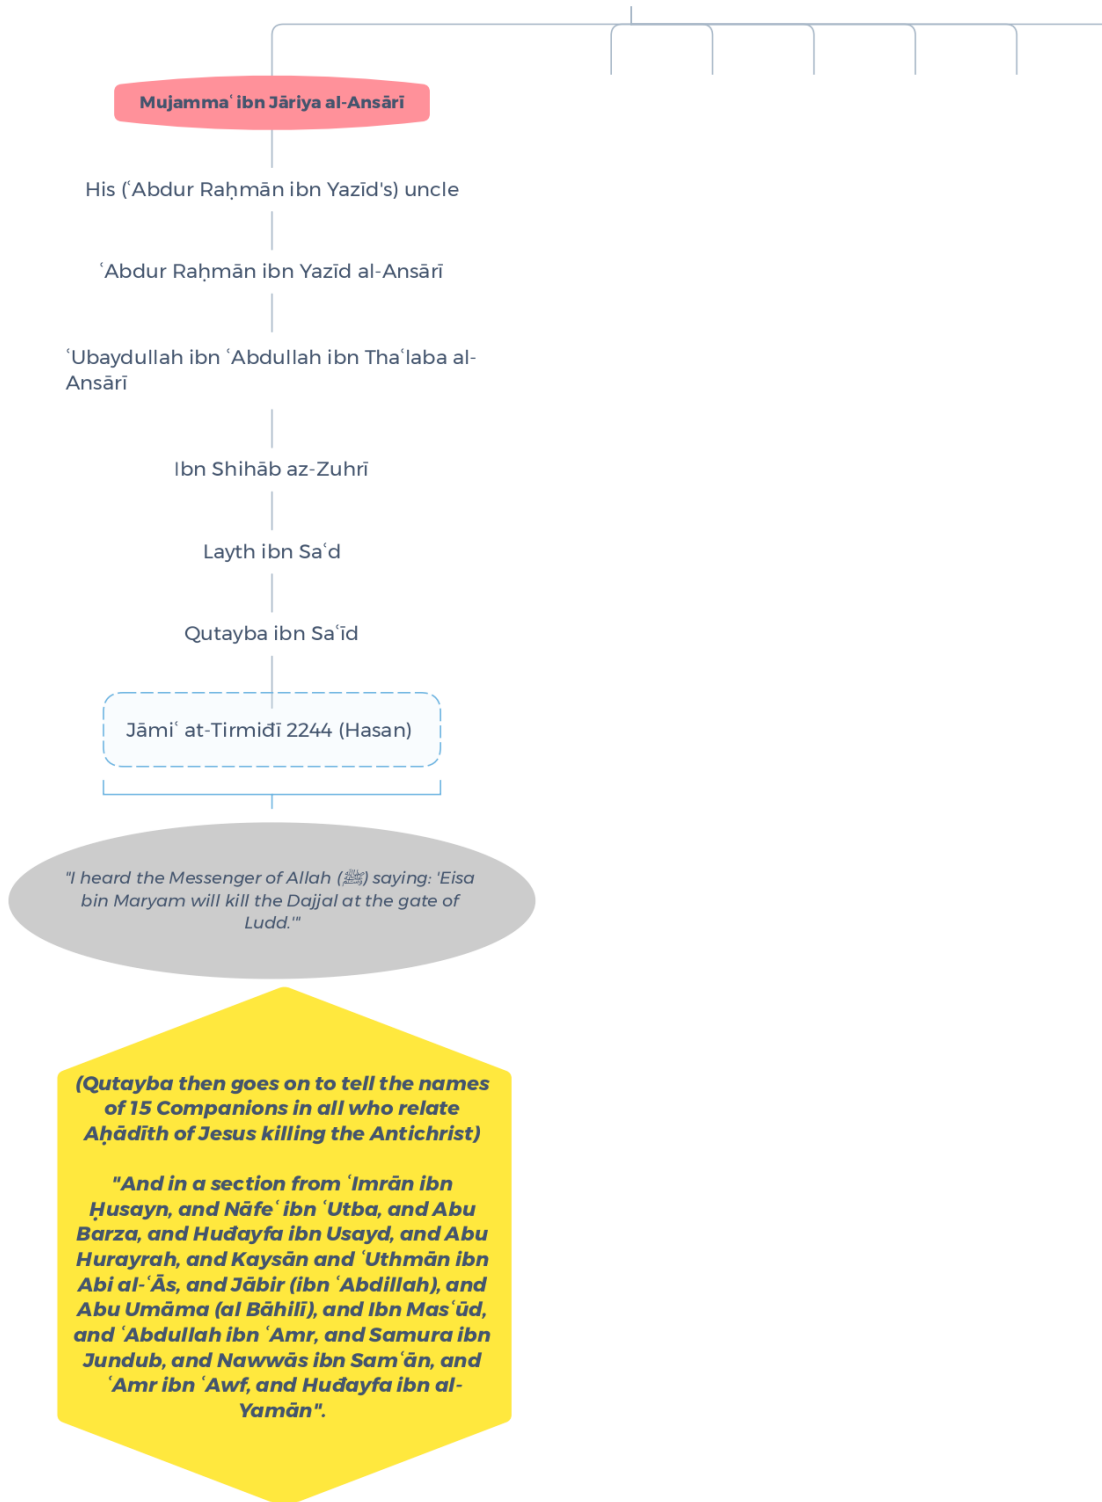 Mujammaʿ ibn Jāriya al-Ansārī
His (ʿAbdur Raḥmān ibn Yazīd's) uncle
ʿAbdur Raḥmān ibn Yazīd al-Ansārī
ʿUbaydullah ibn ʿAbdullah ibn Thaʿlaba al-
Ansārī
Ibn Shihāb az-Zuhrī
Layth ibn Saʿd
Qutayba ibn Saʿīd
Jāmiʿ at-Tirmiđī 2244 (Hasan)
"I heard the Messenger of Allah (ﷺ) saying: 'Eisa
bin Maryam will kill the Dajjal at the gate of
Ludd.'"
(Qutayba then goes on to tell the names
of 15 Companions in all who relate
Aḥādīth of Jesus killing the Antichrist)
"And in a section from ʿImrān ibn
Ḥusayn, and Nāfeʿ ibn ʿUtba, and Abu
Barza, and Huđayfa ibn Usayd, and Abu
Hurayrah, and Kaysān and ʿUthmān ibn
Abi al-ʿĀs, and Jābir (ibn ʿAbdillah), and
Abu Umāma (al Bāhilī), and Ibn Masʿūd,
and ʿAbdullah ibn ʿAmr, and Samura ibn
Jundub, and Nawwās ibn Samʿān, and
ʿAmr ibn ʿAwf, and Huđayfa ibn al-
Yamān".